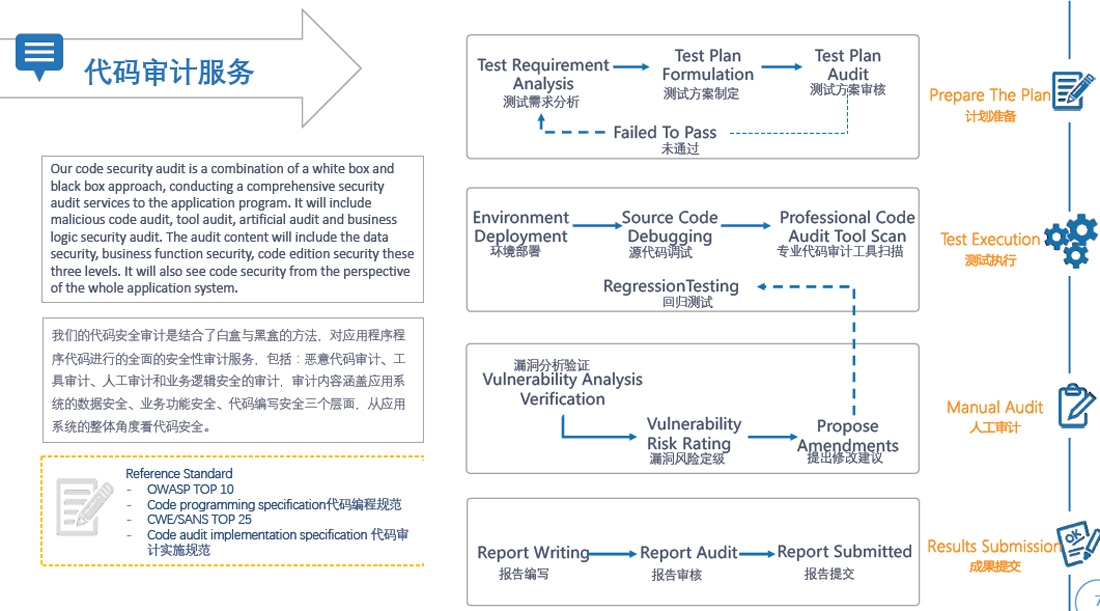 代码审计服务
Our code security audit is a combination of a white box and
black box approach, conducting a comprehensive security
audit services to the application program. It will include
malicious code audit, tool audit, artificial audit and business
logic security audit. The audit content will include the data
security, business function security, code edition security these
three levels. It will also see code security from the perspective
of the whole application system.
我们的代码安全审计是结合了白盒与黑盒的方法，对应用程序程
序代码进行的全面的安全性审计服务，包括：恶意代码审计、工
具审计、人工审计和业务逻辑安全的审计，审计内容涵盖应用系
统的数据安全、业务功能安全、代码编写安全三个层面，从应用
系统的整体角度看代码安全。
Reference Standard
- OWASP TOP 10
- Code programming specification代码编程规范
- CWE/SANS TOP 25
- Code audit implementation specification 代码审
计实施规范
Test Requirement
Analysis
测试需求分析
Test Plan
Formulation
测试方案制定
Test Plan
Audit
测试方案审核
Failed To Pass
未通过
Prepare The Plan
计划准备
Environment
Deployment
环境部署
Source Code
Debugging
源代码调试
Professional Code
Audit Tool Scan
专业代码审计工具扫描
RegressionTesting
回归测试
Test Execution
测试执行
漏洞分析验证
Vulnerability Analysis
Verification
Vulnerability
Risk Rating
漏洞风险定级
Propose
Amendments
提出修改建议
Manual Audit
人工审计
Report Writing
报告编写
Report Audit
报告审核
Report Submitted
报告提交
Results Submission
成果提交
OK
7